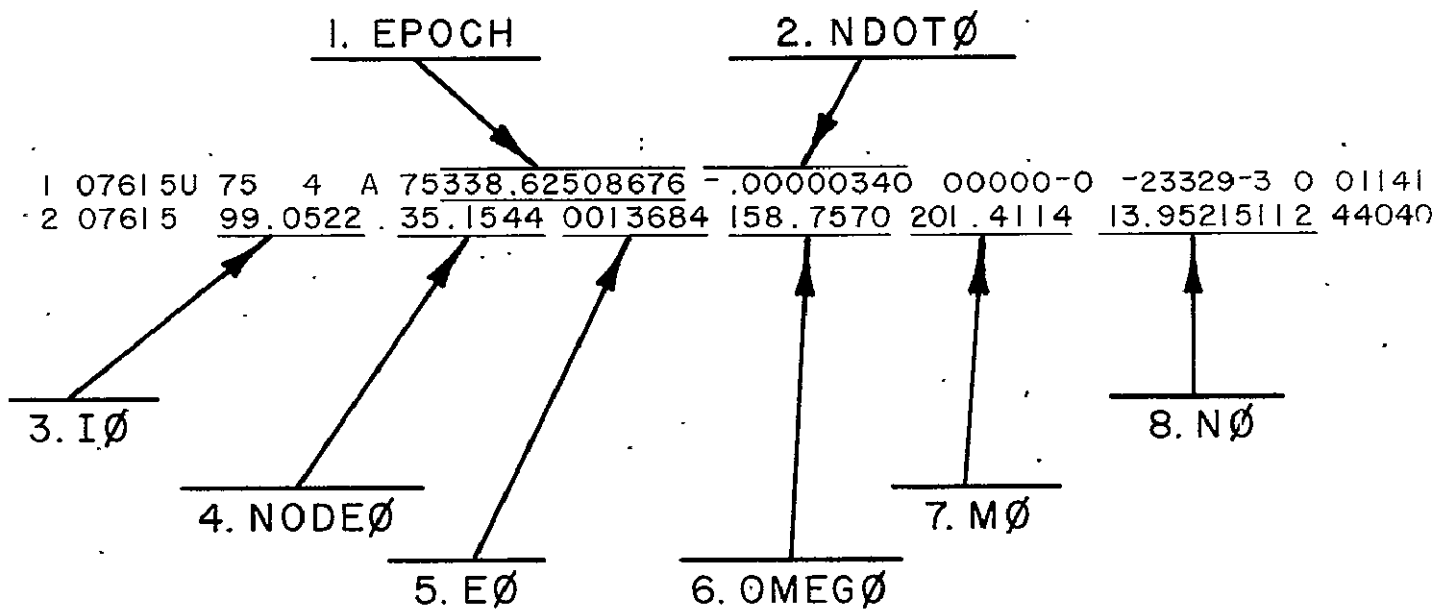 1. EPOCH
2. NDOTØ
1 07615U 75 4 A 75338.62508676 -.00000340 00000-0 -23329-3 0 01141
2 07615 99.0522 35.1544 0013684 158.7570 201.4114 13.95215112 44040
3. IØ
8. NØ
4. NODEØ
7. MØ
5. EØ
6. OMEGØ